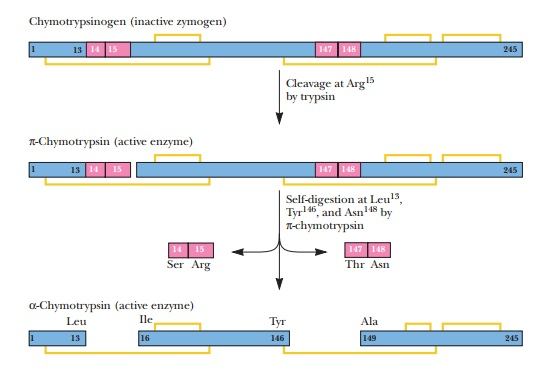 Chymotrypsinogen (inactive zymogen)
1 13 14 15 147 148 245
Cleavage at Arg15
by trypsin
π-Chymotrypsin (active enzyme)
1 13 14 15 147 148 245
Self-digestion at Leu13,
Tyr146, and Asn148 by
π-chymotrypsin
14 15 147 148
Ser Arg Thr Asn
α-Chymotrypsin (active enzyme)
Leu Ile Tyr Ala
1 13 16 146 149 245